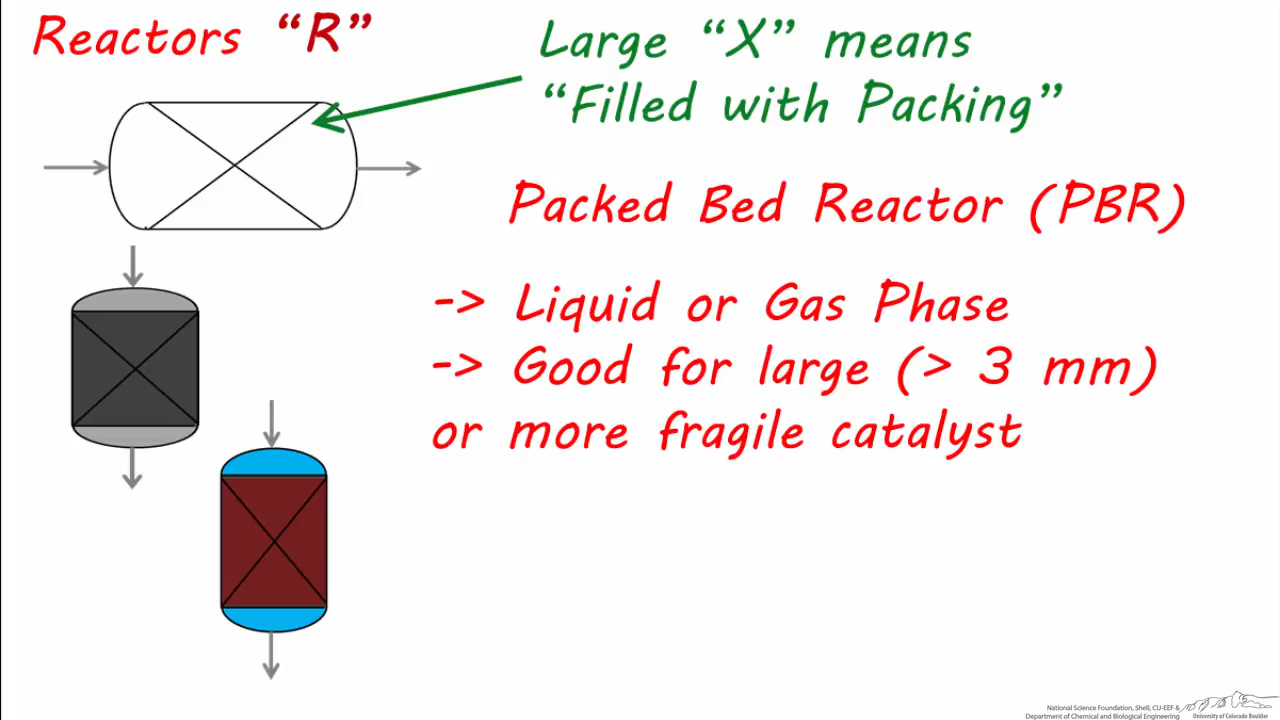 Reactors “R”
Large “X” means
“Filled with Packing”
Packed Bed Reactor (PBR)
-> Liquid or Gas Phase
-> Good for large (> 3 mm)
or more fragile catalyst
National Science Foundation, Shell, CU-EEF &
Department of Chemical and Biological Engineering
University of Colorado Boulder